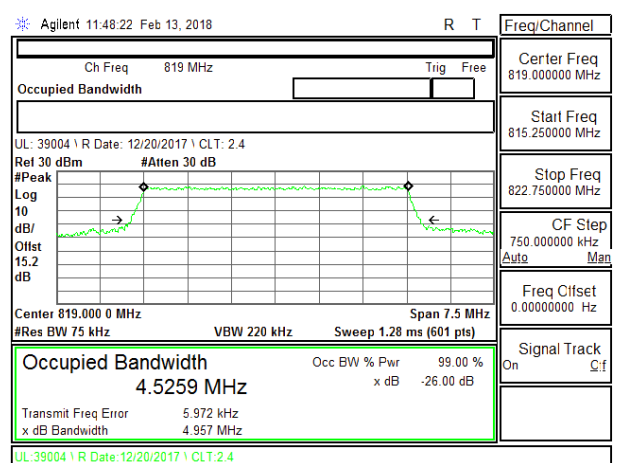 Agilent 11:48:22 Feb 13, 2018 R T Freq/Channel
Ch Freq 819 MHz Trig Free
Occupied Bandwidth
Center Freq
819.000000 MHz
Start Freq
815.250000 MHz
UL: 39004 \ R Date: 12/20/2017 \ CLT: 2.4
Ref 30 dBm #Atten 30 dB
#Peak
Log
10
dB/
Offst
15.2
dB
Stop Freq
822.750000 MHz
CF Step
750.000000 kHz
Auto Man
Center 819.000 0 MHz Span 7.5 MHz
#Res BW 75 kHz VBW 220 kHz Sweep 1.28 ms (601 pts)
Freq Offset
0.00000000 Hz
Occupied Bandwidth Occ BW % Pwr 99.00 %
4.5259 MHz x dB -26.00 dB
Transmit Freq Error 5.972 kHz
x dB Bandwidth 4.957 MHz
Signal Track
On
UL:39004 \ R Date:12/20/2017 \ CLT:2.4